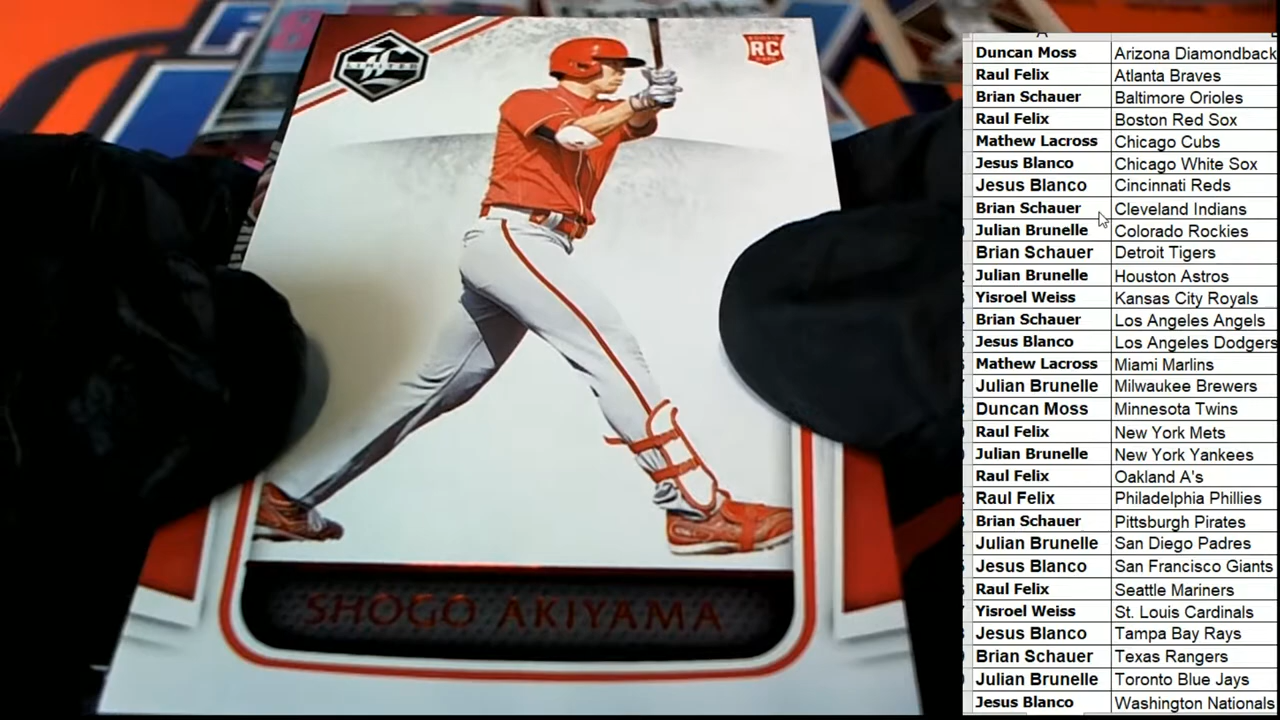 LIMITED
RC
SHOGO AKIYAMA
A
Duncan Moss Arizona Diamondback
Raul Felix Atlanta Braves
Brian Schauer Baltimore Orioles
Raul Felix Boston Red Sox
Mathew Lacross Chicago Cubs
Jesus Blanco Chicago White Sox
Jesus Blanco Cincinnati Reds
Brian Schauer Cleveland Indians
Julian Brunelle Colorado Rockies
Brian Schauer Detroit Tigers
Julian Brunelle Houston Astros
Yisroel Weiss Kansas City Royals
Brian Schauer Los Angeles Angels
Jesus Blanco Los Angeles Dodgers
Mathew Lacross Miami Marlins
Julian Brunelle Milwaukee Brewers
Duncan Moss Minnesota Twins
Raul Felix New York Mets
Julian Brunelle New York Yankees
Raul Felix Oakland A's
Raul Felix Philadelphia Phillies
Brian Schauer Pittsburgh Pirates
Julian Brunelle San Diego Padres
Jesus Blanco San Francisco Giants
Raul Felix Seattle Mariners
Yisroel Weiss St. Louis Cardinals
Jesus Blanco Tampa Bay Rays
Brian Schauer Texas Rangers
Julian Brunelle Toronto Blue Jays
Jesus Blanco Washington Nationals